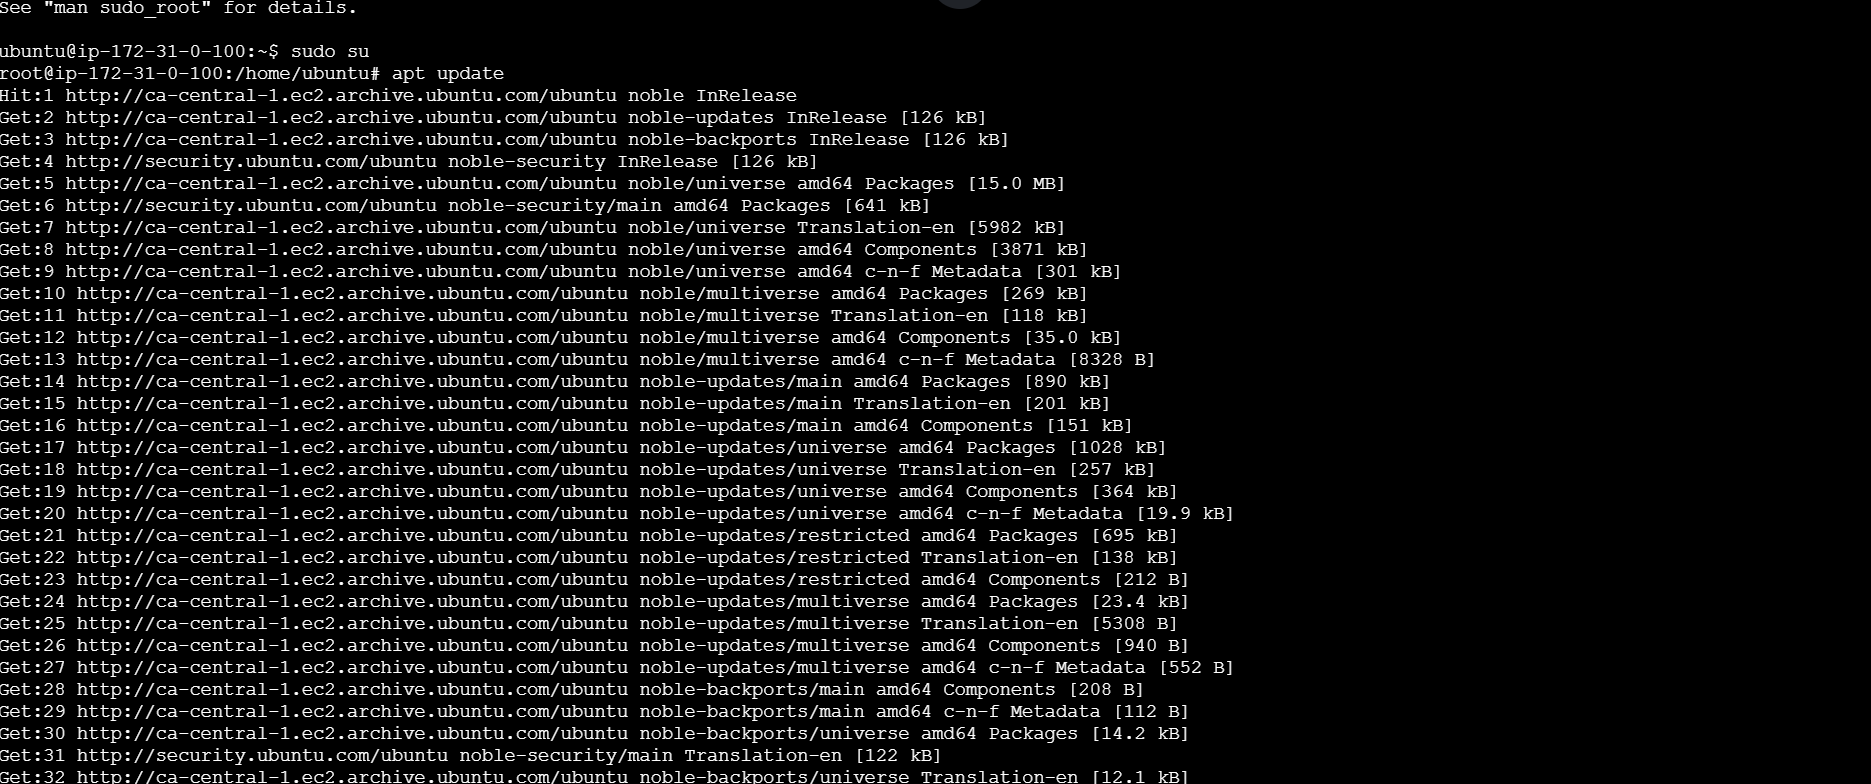 See "man sudo_root" for details.
ubuntu@ip-172-31-0-100:~$ sudo su
root@ip-172-31-0-100:/home/ubuntu# apt update
Hit:1 http://ca-central-1.ec2.archive.ubuntu.com/ubuntu noble InRelease
Get:2 http://ca-central-1.ec2.archive.ubuntu.com/ubuntu noble-updates InRelease [126 kB]
Get:3 http://ca-central-1.ec2.archive.ubuntu.com/ubuntu noble-backports InRelease [126 kB]
Get:4 http://security.ubuntu.com/ubuntu noble-security InRelease [126 kB]
Get:5 http://ca-central-1.ec2.archive.ubuntu.com/ubuntu noble/universe amd64 Packages [15.0 MB]
Get:6 http://security.ubuntu.com/ubuntu noble-security/main amd64 Packages [641 kB]
Get:7 http://ca-central-1.ec2.archive.ubuntu.com/ubuntu noble/universe Translation-en [5982 kB]
Get:8 http://ca-central-1.ec2.archive.ubuntu.com/ubuntu noble/universe amd64 Components [3871 kB]
Get:9 http://ca-central-1.ec2.archive.ubuntu.com/ubuntu noble/universe amd64 c-n-f Metadata [301 kB]
Get:10 http://ca-central-1.ec2.archive.ubuntu.com/ubuntu noble/multiverse amd64 Packages [269 kB]
Get:11 http://ca-central-1.ec2.archive.ubuntu.com/ubuntu noble/multiverse Translation-en [118 kB]
Get:12 http://ca-central-1.ec2.archive.ubuntu.com/ubuntu noble/multiverse amd64 Components [35.0 kB]
Get:13 http://ca-central-1.ec2.archive.ubuntu.com/ubuntu noble/multiverse amd64 c-n-f Metadata [8328 B]
Get:14 http://ca-central-1.ec2.archive.ubuntu.com/ubuntu noble-updates/main amd64 Packages [890 kB]
Get:15 http://ca-central-1.ec2.archive.ubuntu.com/ubuntu noble-updates/main Translation-en [201 kB]
Get:16 http://ca-central-1.ec2.archive.ubuntu.com/ubuntu noble-updates/main amd64 Components [151 kB]
Get:17 http://ca-central-1.ec2.archive.ubuntu.com/ubuntu noble-updates/universe amd64 Packages [1028 kB]
Get:18 http://ca-central-1.ec2.archive.ubuntu.com/ubuntu noble-updates/universe Translation-en [257 kB]
Get:19 http://ca-central-1.ec2.archive.ubuntu.com/ubuntu noble-updates/universe amd64 Components [364 kB]
Get:20 http://ca-central-1.ec2.archive.ubuntu.com/ubuntu noble-updates/universe amd64 c-n-f Metadata [19.9 kB]
Get:21 http://ca-central-1.ec2.archive.ubuntu.com/ubuntu noble-updates/restricted amd64 Packages [695 kB]
Get:22 http://ca-central-1.ec2.archive.ubuntu.com/ubuntu noble-updates/restricted Translation-en [138 kB]
Get:23 http://ca-central-1.ec2.archive.ubuntu.com/ubuntu noble-updates/restricted amd64 Components [212 B]
Get:24 http://ca-central-1.ec2.archive.ubuntu.com/ubuntu noble-updates/multiverse amd64 Packages [23.4 kB]
Get:25 http://ca-central-1.ec2.archive.ubuntu.com/ubuntu noble-updates/multiverse Translation-en [5308 B]
Get:26 http://ca-central-1.ec2.archive.ubuntu.com/ubuntu noble-updates/multiverse amd64 Components [940 B]
Get:27 http://ca-central-1.ec2.archive.ubuntu.com/ubuntu noble-updates/multiverse amd64 c-n-f Metadata [552 B]
Get:28 http://ca-central-1.ec2.archive.ubuntu.com/ubuntu noble-backports/main amd64 Components [208 B]
Get:29 http://ca-central-1.ec2.archive.ubuntu.com/ubuntu noble-backports/main amd64 c-n-f Metadata [112 B]
Get:30 http://ca-central-1.ec2.archive.ubuntu.com/ubuntu noble-backports/universe amd64 Packages [14.2 kB]
Get:31 http://security.ubuntu.com/ubuntu noble-security/main Translation-en [122 kB]
Get:32 http://ca-central-1.ec2.archive.ubuntu.com/ubuntu noble-backports/universe Translation-en [12.1 kB]